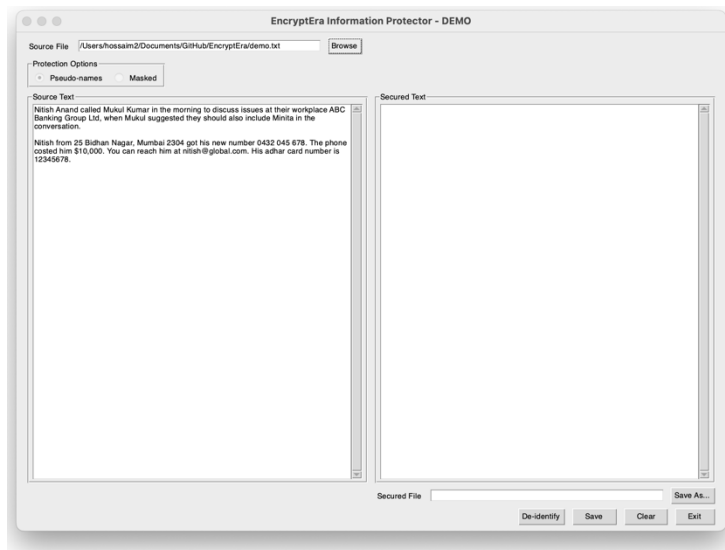 EncryptEra Information Protector - DEMO
Source File /Users/hossaim2/Documents/GitHub/EncryptEra/demo.txt Browse
Protection Options
Pseudo-names Masked
Source Text
Nitish Anand called Mukul Kumar in the morning to discuss issues at their workplace ABC
Banking Group Ltd, when Mukul suggested they should also include Minita in the
conversation.
Nitish from 25 Bidhan Nagar, Mumbai 2304 got his new number 0432 045 678. The phone
costed him $10,000. You can reach him at nitish@global.com. His adhar card number is
12345678.
Secured Text
Secured File Save As...
De-identify Save Clear Exit